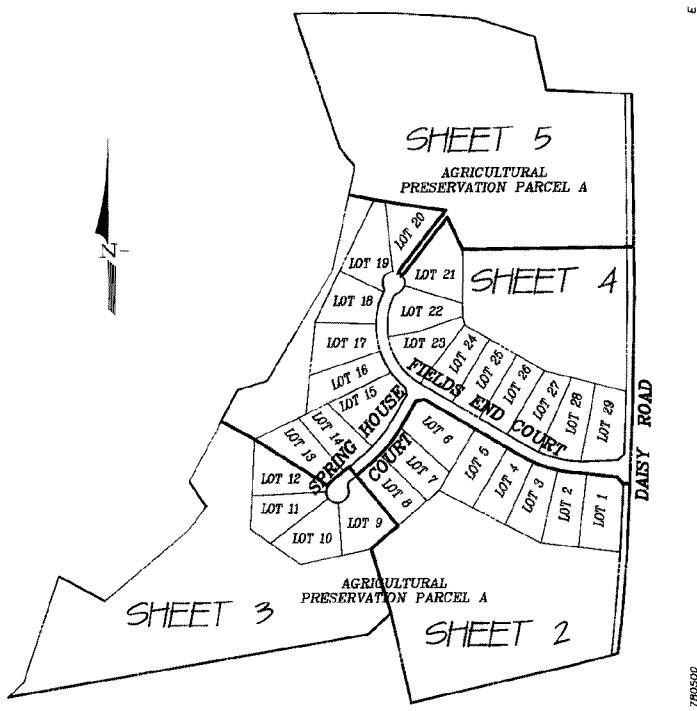 E
SHEET 5
AGRICULTURAL
PRESERVATION PARCEL A
N
LOT 20
LOT 19
LOT 21
SHEET 4
LOT 18
LOT 22
LOT 17
LOT 23
LOT 24
LOT 25
LOT 26
LOT 27
LOT 28
LOT 29
LOT 16
LOT 15
LOT 14
LOT 13
FIELDS END COURT
SPRING HOUSE
COURT
DAISY ROAD
LOT 12
LOT 11
LOT 10
LOT 9
LOT 8
LOT 7
LOT 6
LOT 5
LOT 4
LOT 3
LOT 2
LOT 1
AGRICULTURAL
PRESERVATION PARCEL A
SHEET 3
SHEET 2
780500